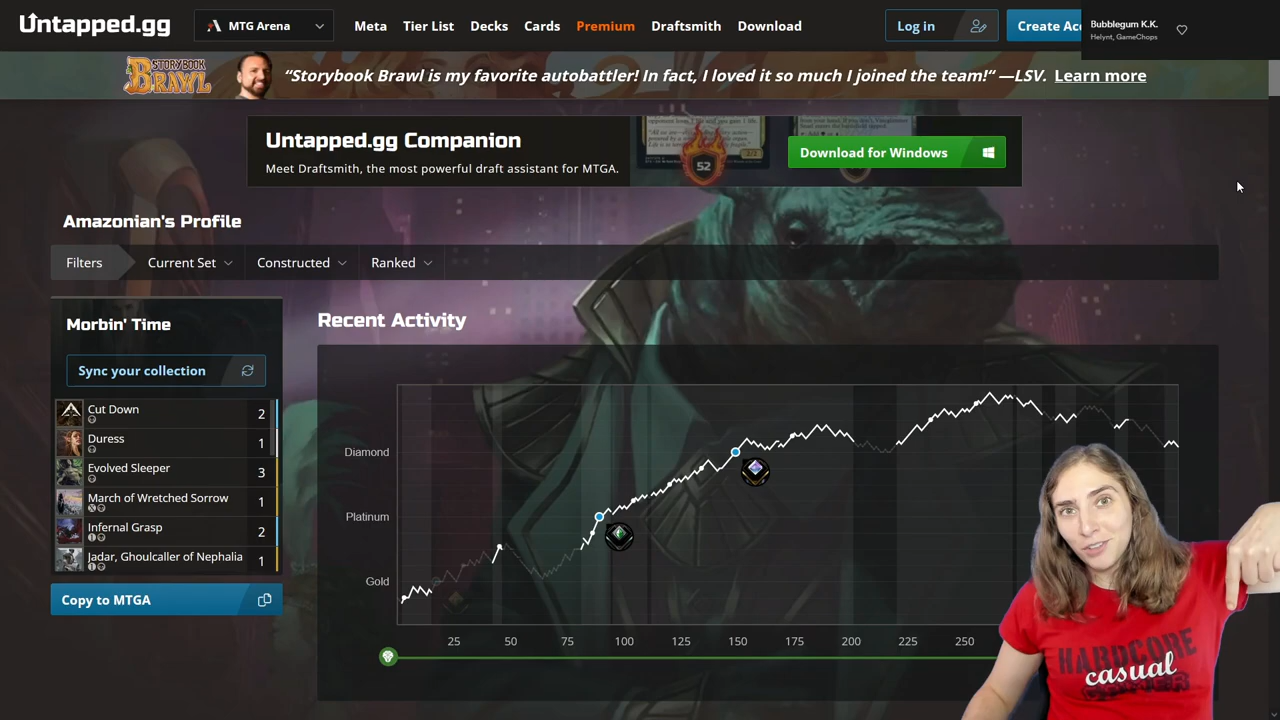 Untapped.gg
MTG Arena
Meta
Tier List
Decks
Cards
Premium
Draftsmith
Download
Log in
Create Acc
Bubblegum K.K.
Helynt, GameChops
STORYBOOK
BRAWL
“Storybook Brawl is my favorite autobattler! In fact, I loved it so much I joined the team!” —LSV. Learn more
Untapped.gg Companion
Meet Draftsmith, the most powerful draft assistant for MTGA.
52
Download for Windows
Amazonian's Profile
Filters
Current Set
Constructed
Ranked
Morbin' Time
Sync your collection
Cut Down 2
Duress 1
Evolved Sleeper 3
March of Wretched Sorrow 1
Infernal Grasp 2
Jadar, Ghoulcaller of Nephalia 1
Copy to MTGA
Recent Activity
Diamond
Platinum
Gold
25 50 75 100 125 150 175 200 225 250
HARDCORE
casual
GAMER